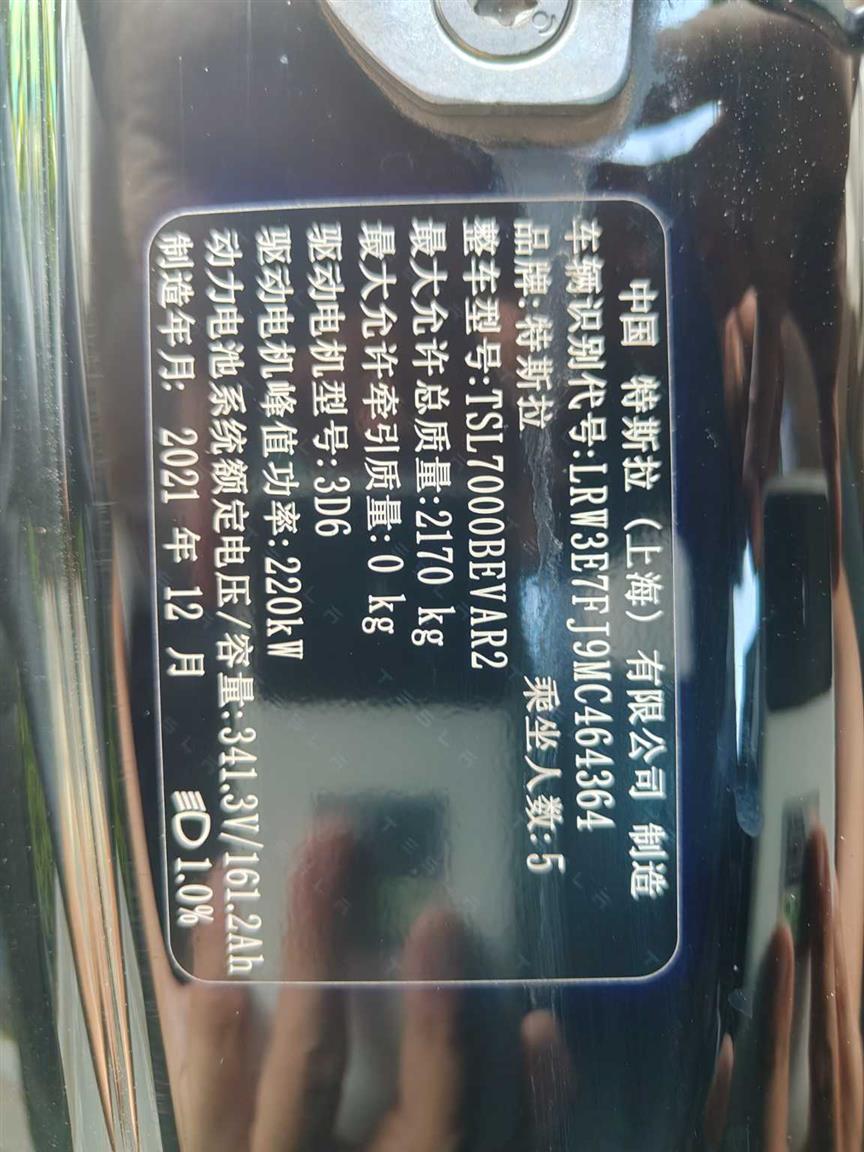 中国 特斯拉（上海）有限公司 制造
车辆识别代号:LRW3E7FJ9MC464364
品牌:特斯拉 乘坐人数:5
整车型号:TSL7000BEVAR2
最大允许总质量:2170 kg
最大允许牵引质量:0 kg
驱动电机型号:3D6
驱动电机峰值功率:220kW
动力电池系统额定电压/容量:341.3V/161.2Ah
制造年月: 2021 年 12 月 1.0%